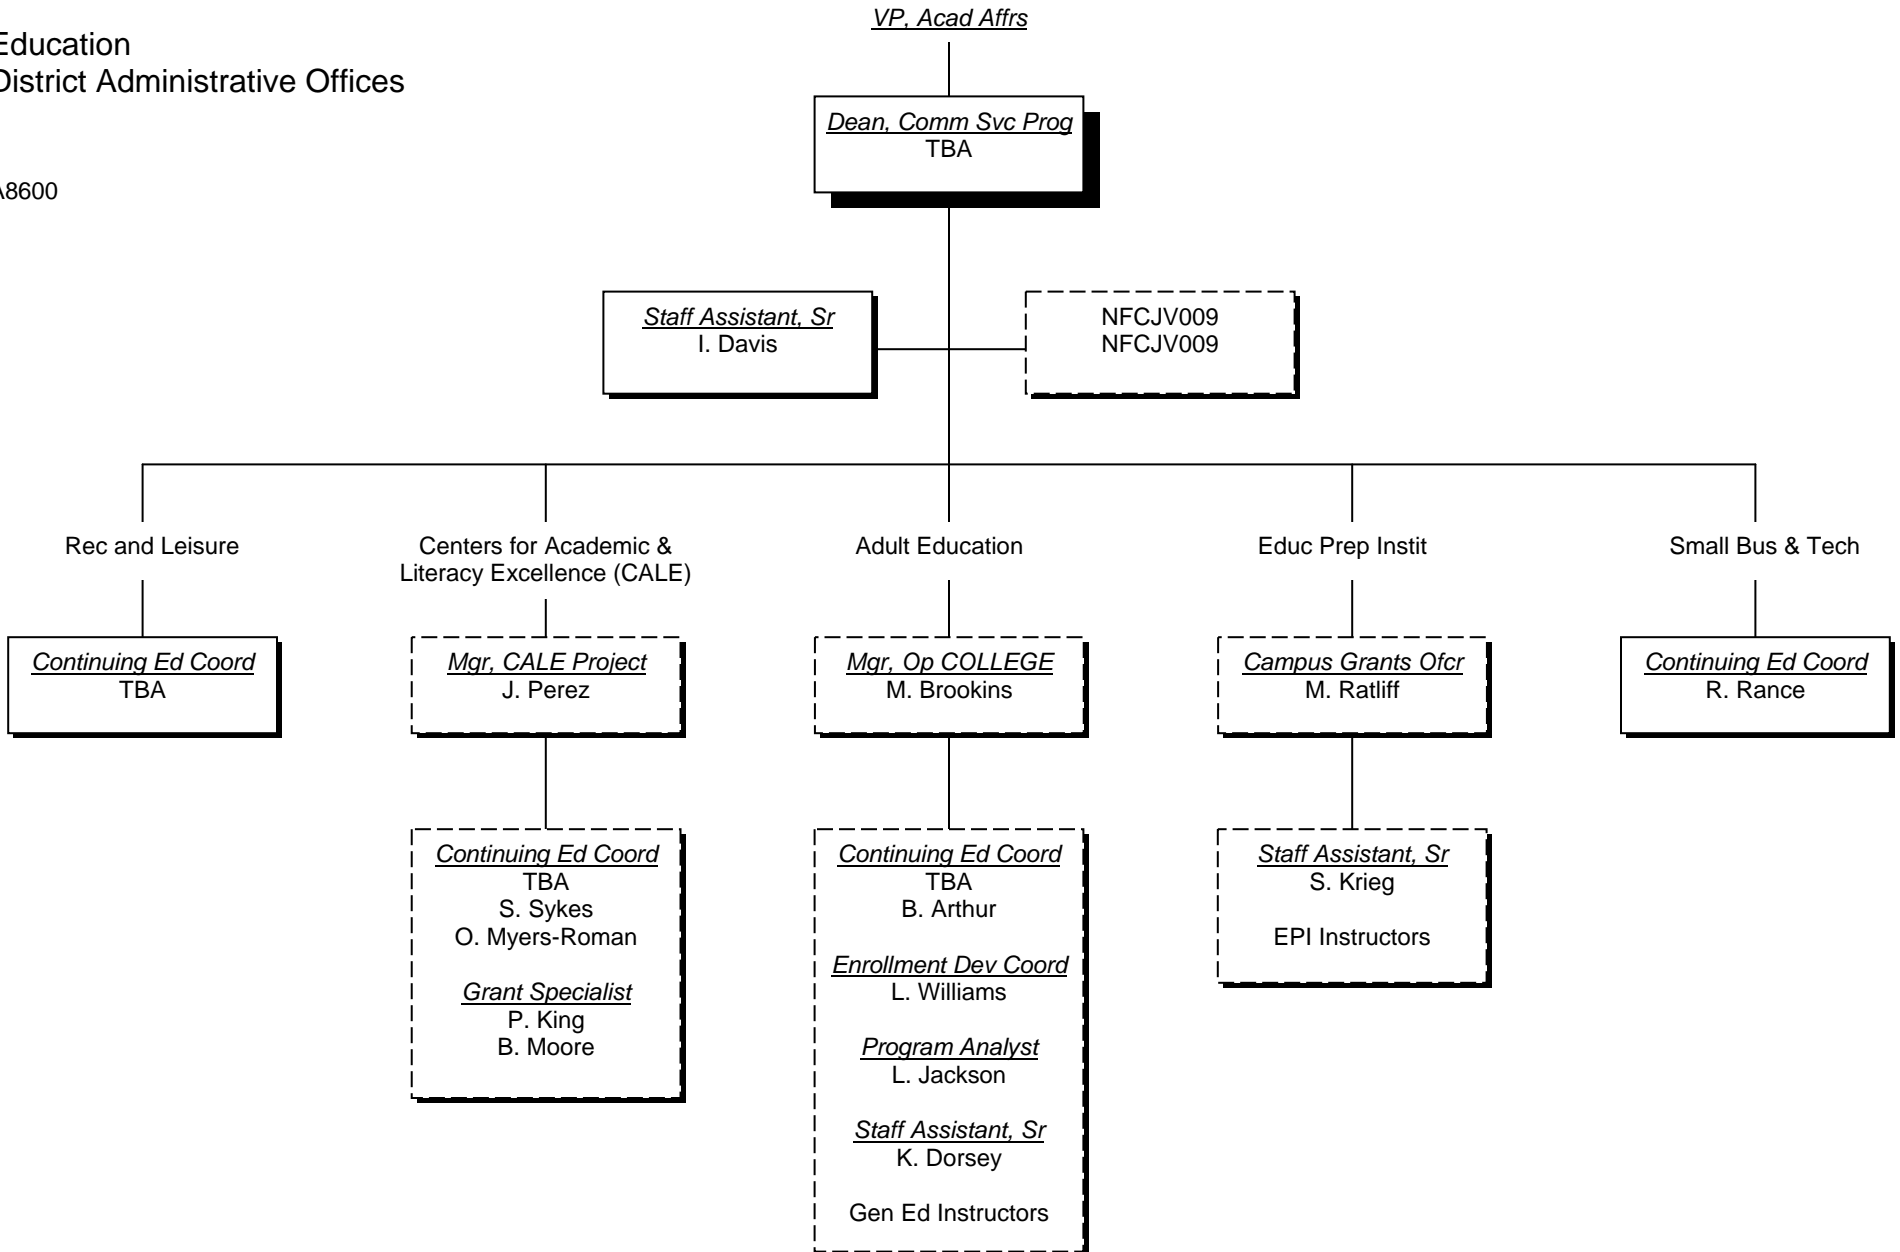 VP, Acad Affrs
Education
District Administrative Offices
Dean, Comm Svc Prog
TBA
A8600
Staff Assistant, Sr
I. Davis
NFCJV009
NFCJV009
Rec and Leisure
Centers for Academic &
Literacy Excellence (CALE)
Adult Education
Educ Prep Instit
Small Bus & Tech
Continuing Ed Coord
TBA
Mgr, CALE Project
J. Perez
Mgr, Op COLLEGE
M. Brookins
Campus Grants Ofcr
M. Ratliff
Continuing Ed Coord
R. Rance
Continuing Ed Coord
TBA
S. Sykes
O. Myers-Roman
Grant Specialist
P. King
B. Moore
Continuing Ed Coord
TBA
B. Arthur
Enrollment Dev Coord
L. Williams
Program Analyst
L. Jackson
Staff Assistant, Sr
K. Dorsey
Gen Ed Instructors
Staff Assistant, Sr
S. Krieg
EPI Instructors